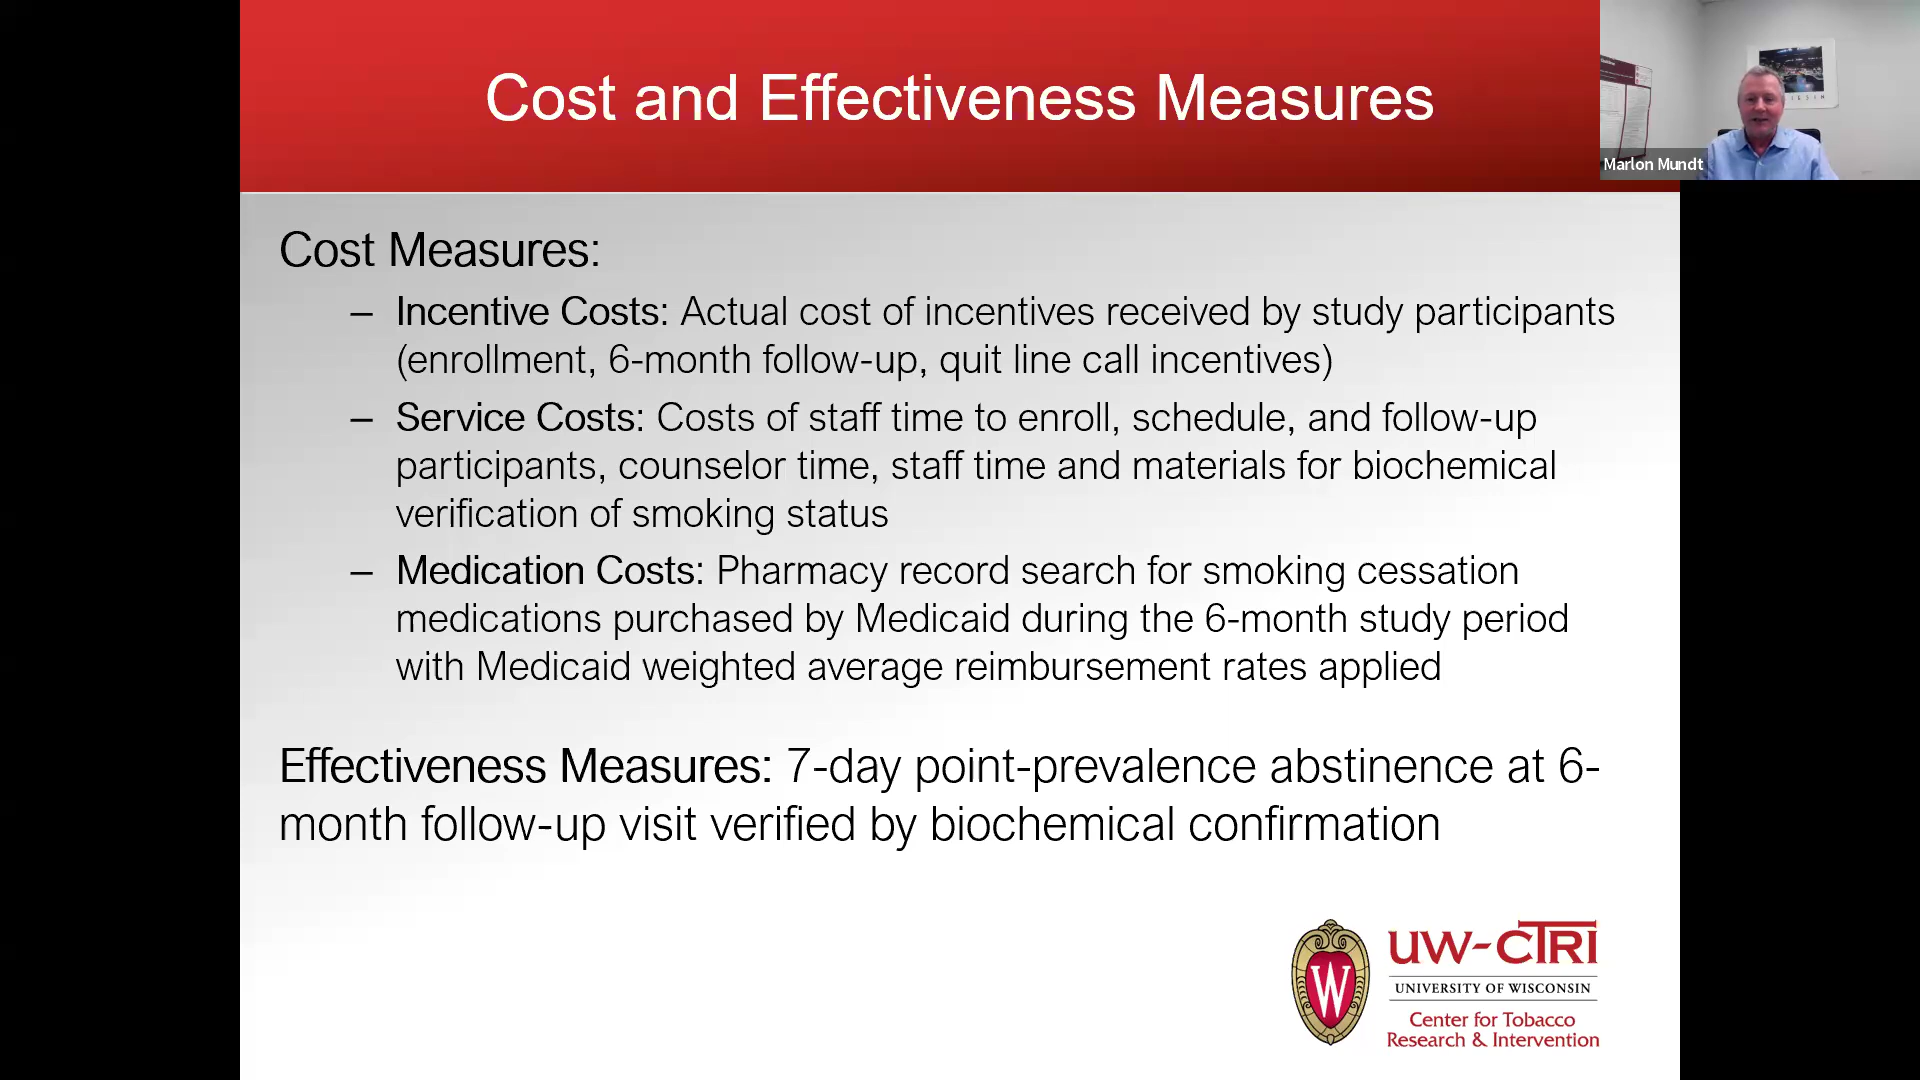 Cost and Effectiveness Measures
Marlon Mundt
Cost Measures:
– Incentive Costs: Actual cost of incentives received by study participants
(enrollment, 6-month follow-up, quit line call incentives)
– Service Costs: Costs of staff time to enroll, schedule, and follow-up
participants, counselor time, staff time and materials for biochemical
verification of smoking status
– Medication Costs: Pharmacy record search for smoking cessation
medications purchased by Medicaid during the 6-month study period
with Medicaid weighted average reimbursement rates applied
Effectiveness Measures: 7-day point-prevalence abstinence at 6-
month follow-up visit verified by biochemical confirmation
W
UW-CTRI
UNIVERSITY OF WISCONSIN
Center for Tobacco
Research & Intervention